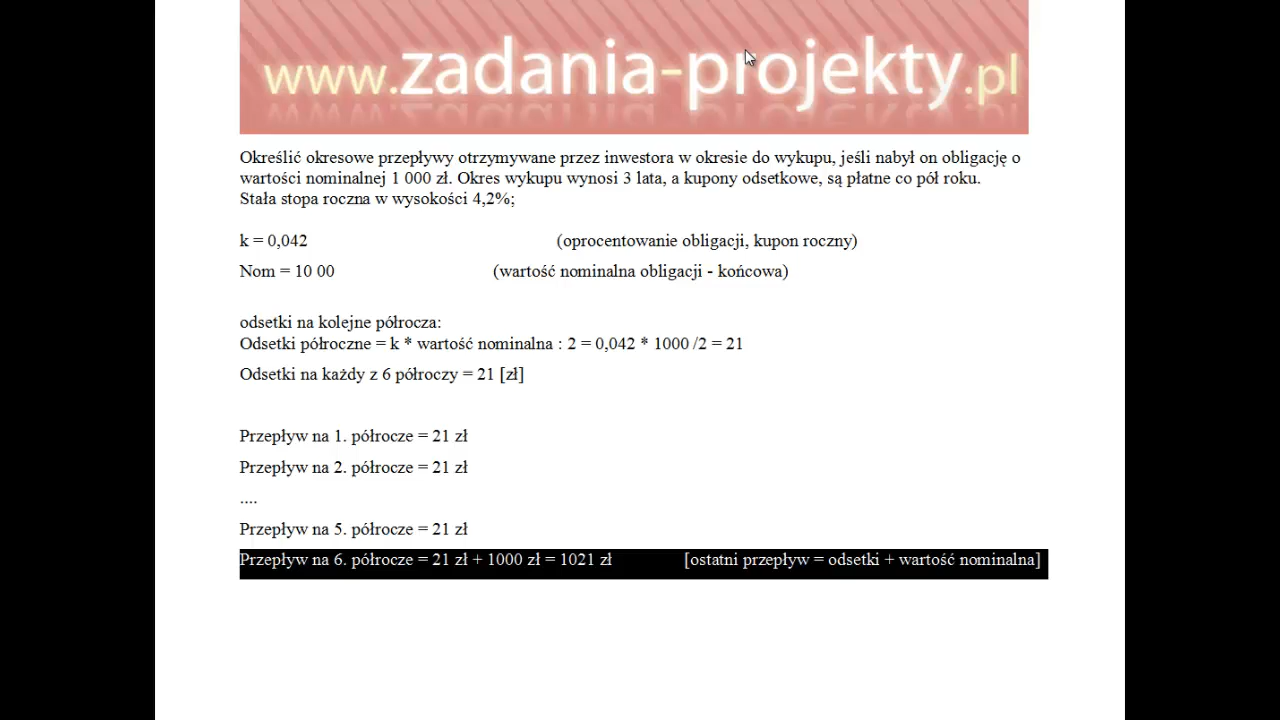 www.zadania-projekty.pl
Określić okresowe przepływy otrzymywane przez inwestora w okresie do wykupu, jeśli nabył on obligację o
wartości nominalnej 1 000 zł. Okres wykupu wynosi 3 lata, a kupony odsetkowe, są płatne co pół roku.
Stała stopa roczna w wysokości 4,2%;
k = 0,042 (oprocentowanie obligacji, kupon roczny)
Nom = 10 00 (wartość nominalna obligacji - końcowa)
odsetki na kolejne półrocza:
Odsetki półroczne = k * wartość nominalna : 2 = 0,042 * 1000 /2 = 21
Odsetki na każdy z 6 półroczy = 21 [zł]
Przepływ na 1. półrocze = 21 zł
Przepływ na 2. półrocze = 21 zł
....
Przepływ na 5. półrocze = 21 zł
Przepływ na 6. półrocze = 21 zł + 1000 zł = 1021 zł [ostatni przepływ = odsetki + wartość nominalna]